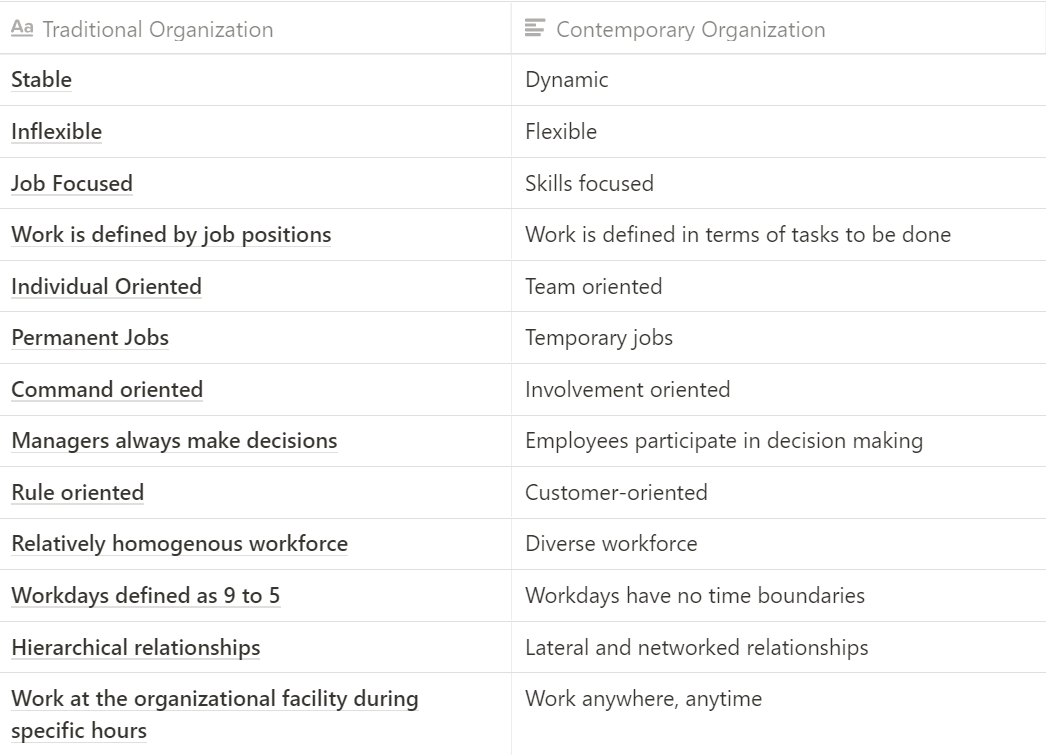 Aa Traditional Organization
Contemporary Organization
Stable
Dynamic
Inflexible
Flexible
Job Focused
Skills focused
Work is defined by job positions
Work is defined in terms of tasks to be done
Individual Oriented
Team oriented
Permanent Jobs
Temporary jobs
Command oriented
Involvement oriented
Managers always make decisions
Employees participate in decision making
Rule oriented
Customer-oriented
Relatively homogenous workforce
Diverse workforce
Workdays defined as 9 to 5
Workdays have no time boundaries
Hierarchical relationships
Lateral and networked relationships
Work at the organizational facility during
specific hours
Work anywhere, anytime